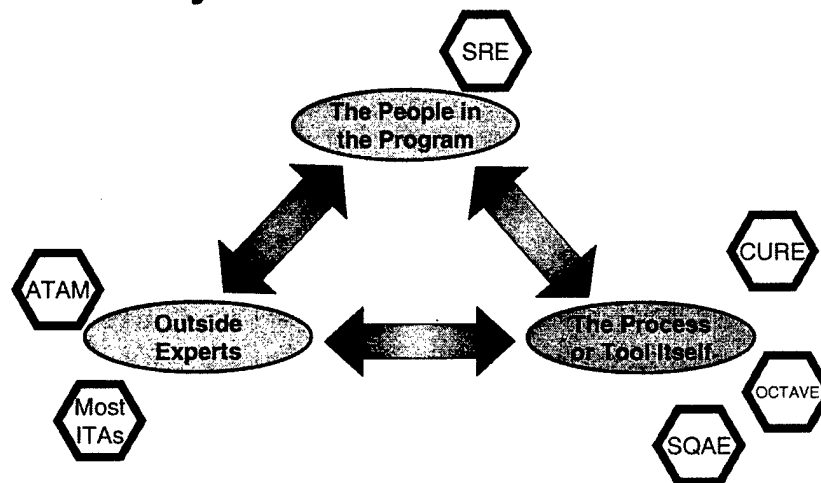 SRE
The People in
the Program
CURE
ATAM
Outside
Experts
The Process
or Tool Itself
Most
ITAs
OCTAVE
SQAE